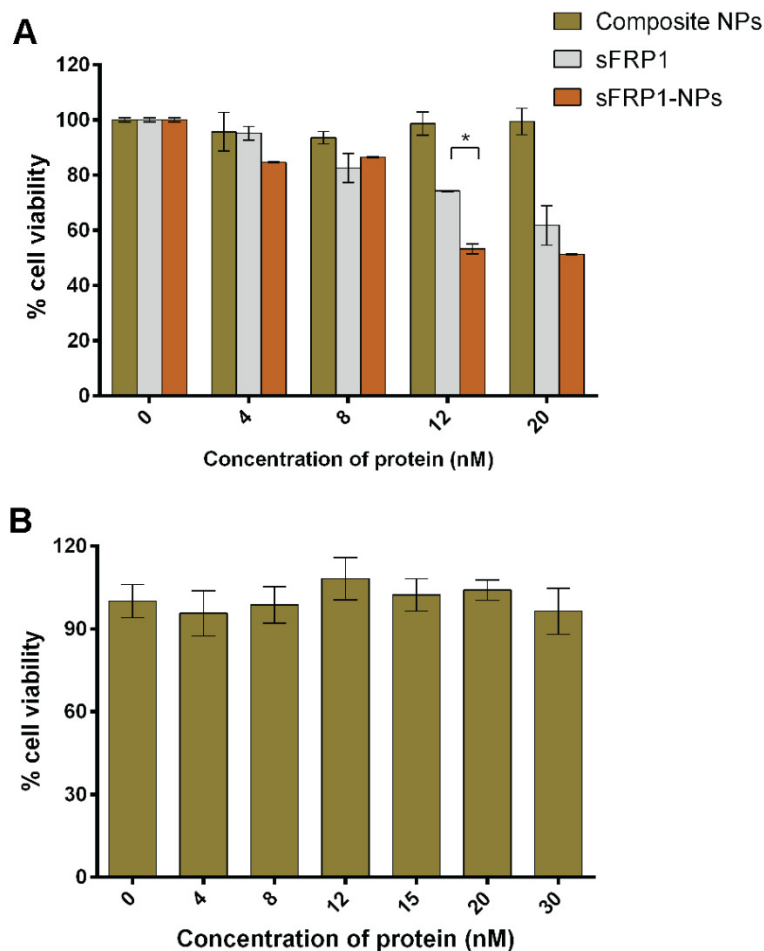 A
Composite NPs
sFRP1
sFRP1-NPs
120
100
80
60
40
20
0
% cell viability
*
0 4 8 12 20
Concentration of protein (nM)
B
120
90
60
30
0
% cell viability
0 4 8 12 15 20 30
Concentration of protein (nM)